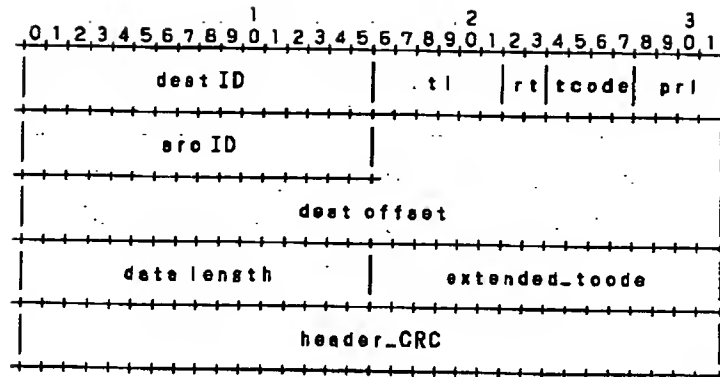 1 2 3
0 1 2 3 4 5 6 7 8 9 0 1 2 3 4 5 6 7 8 9 0 1 2 3 4 5 6 7 8 9 0 1
dest ID tl rt tcode pri
src ID
dest offset
data length extended_tcode
header_CRC